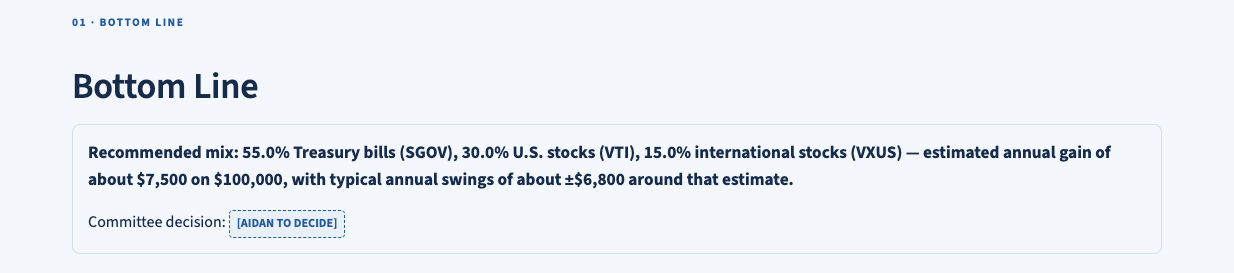 01 · BOTTOM LINE
Bottom Line
Recommended mix: 55.0% Treasury bills (SGOV), 30.0% U.S. stocks (VTI), 15.0% international stocks (VXUS) — estimated annual gain of
about $7,500 on $100,000, with typical annual swings of about ±$6,800 around that estimate.
Committee decision: [AIDAN TO DECIDE]